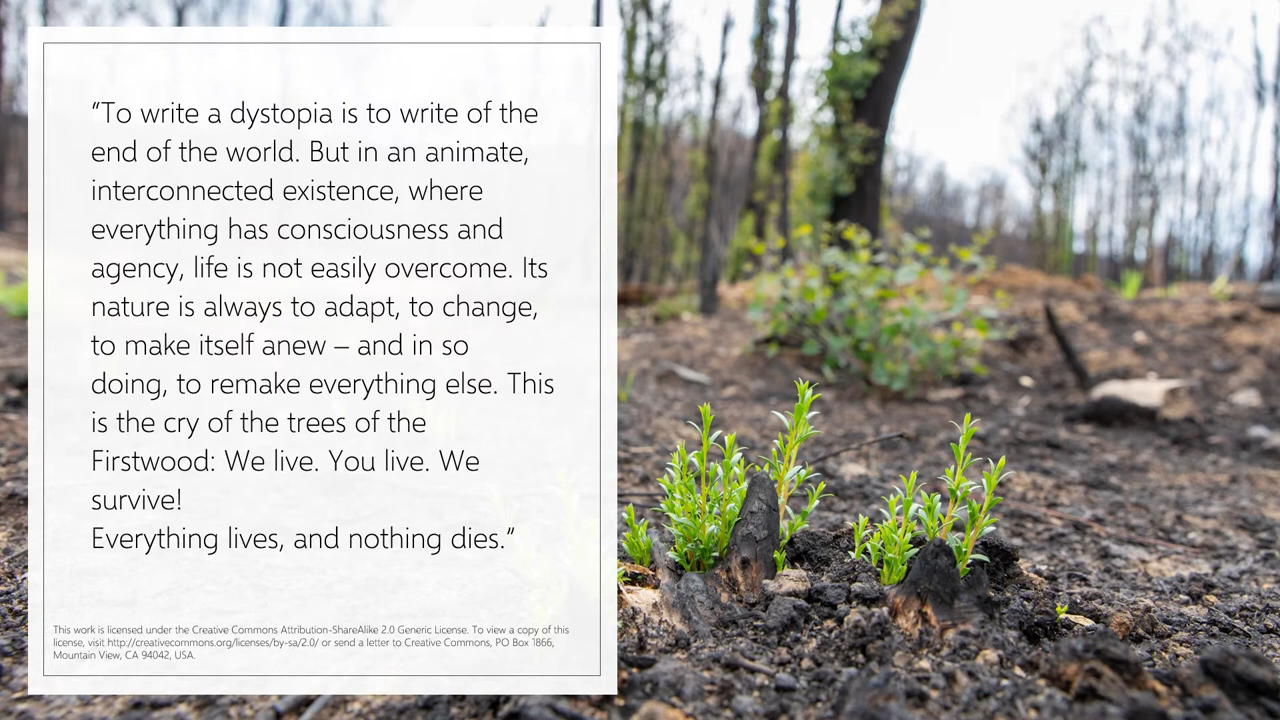 “To write a dystopia is to write of the
end of the world. But in an animate,
interconnected existence, where
everything has consciousness and
agency, life is not easily overcome. Its
nature is always to adapt, to change,
to make itself anew – and in so
doing, to remake everything else. This
is the cry of the trees of the
Firstwood: We live. You live. We
survive!
Everything lives, and nothing dies.”
This work is licensed under the Creative Commons Attribution-ShareAlike 2.0 Generic License. To view a copy of this
license, visit http://creativecommons.org/licenses/by-sa/2.0/ or send a letter to Creative Commons, PO Box 1866,
Mountain View, CA 94042, USA.